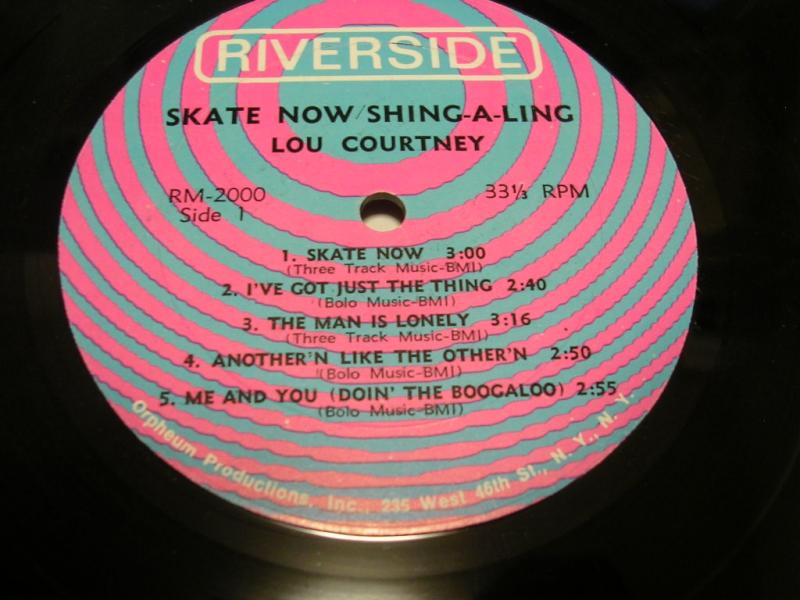 RIVERSIDE
SKATE NOW/SHING-A-LING
LOU COURTNEY
RM-2000
Side 1
33⅓ RPM
1. SKATE NOW 3:00
(Three Track Music-BMI)
2. I'VE GOT JUST THE THING 2:40
(Bolo Music-BMI)
3. THE MAN IS LONELY 3:16
(Three Track Music-BMI)
4. ANOTHER'N LIKE THE OTHER'N 2:50
(Bolo Music-BMI)
5. ME AND YOU (DOIN' THE BOOGALOO) 2:55
(Bolo Music-BMI)
Orpheum Productions, Inc., 235 West 46th St., N. Y., N. Y.